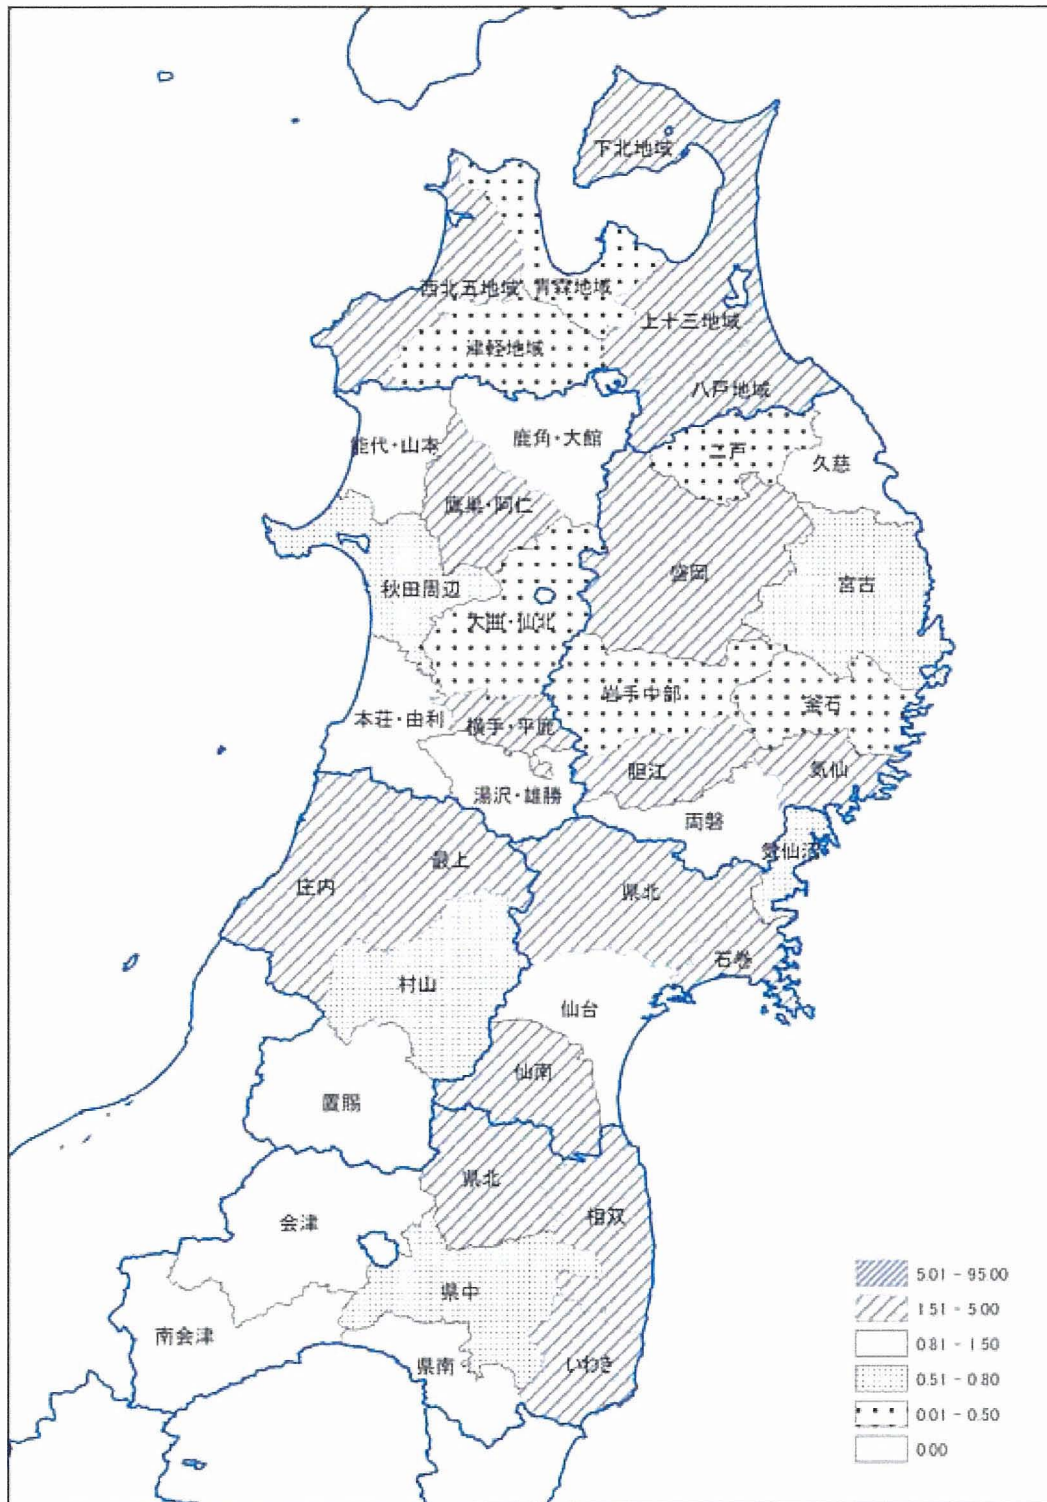 下北地域
西北五地域
青森地域
上十三地域
津軽地域
八戸地域
能代・山本
鹿角・大館
二戸
久慈
鷹巣・阿仁
盛岡
秋田周辺
宮古
大曲・仙北
岩手中部
釜石
本荘・由利
横手・平鹿
胆江
気仙
湯沢・雄勝
両磐
気仙沼
最上
庄内
県北
石巻
村山
仙台
仙南
置賜
県北
相双
会津
県中
南会津
県南
いわき
5.01 - 95.00
1.51 - 5.00
0.81 - 1.50
0.51 - 0.80
0.01 - 0.50
0.00